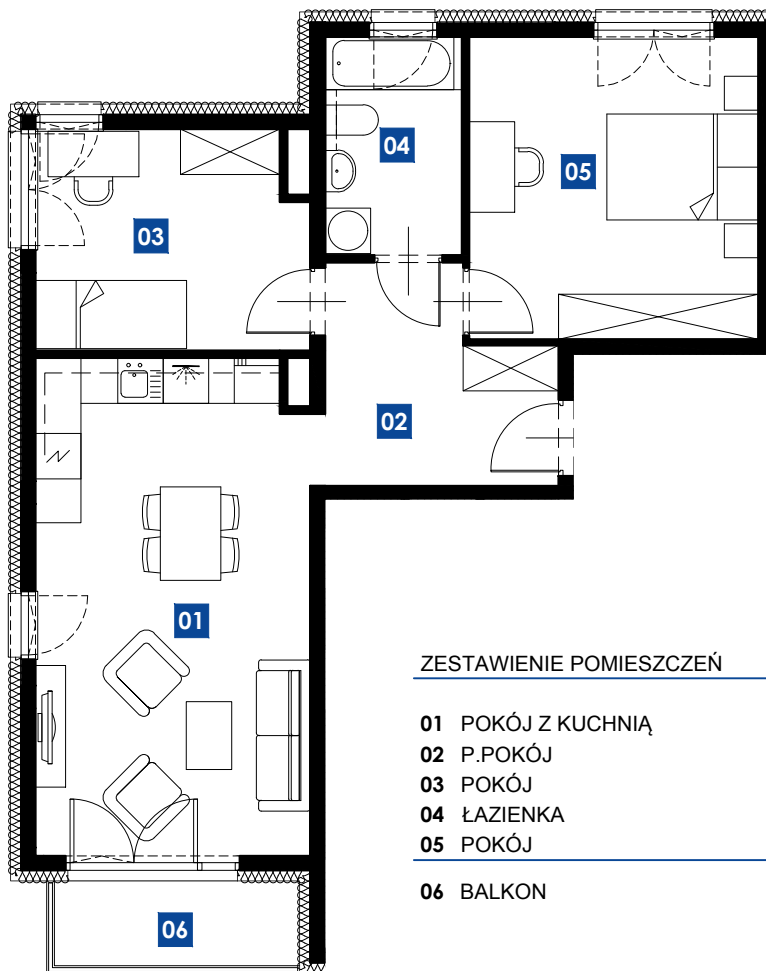 04
05
03
02
01
06
ZESTAWIENIE POMIESZCZEŃ
01 POKÓJ Z KUCHNIĄ
02 P.POKÓJ
03 POKÓJ
04 ŁAZIENKA
05 POKÓJ
06 BALKON